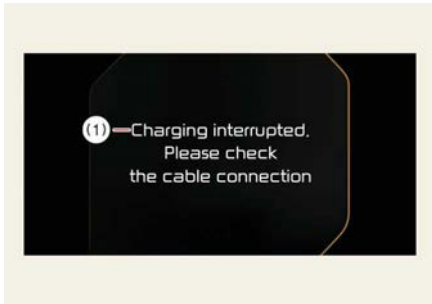 (1) Charging interrupted.
Please check
the cable connection